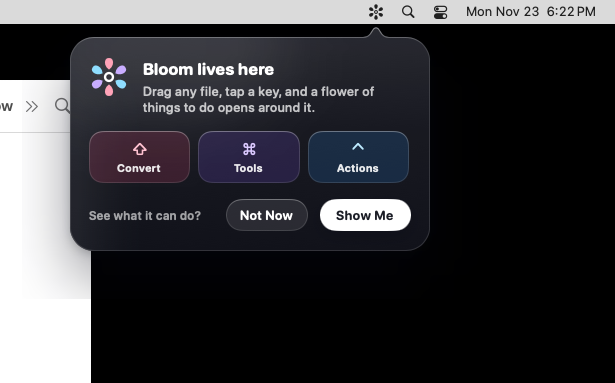 Mon Nov 23 6:22 PM
ow
Bloom lives here
Drag any file, tap a key, and a flower of
things to do opens around it.
Convert
Tools
Actions
See what it can do?
Not Now
Show Me